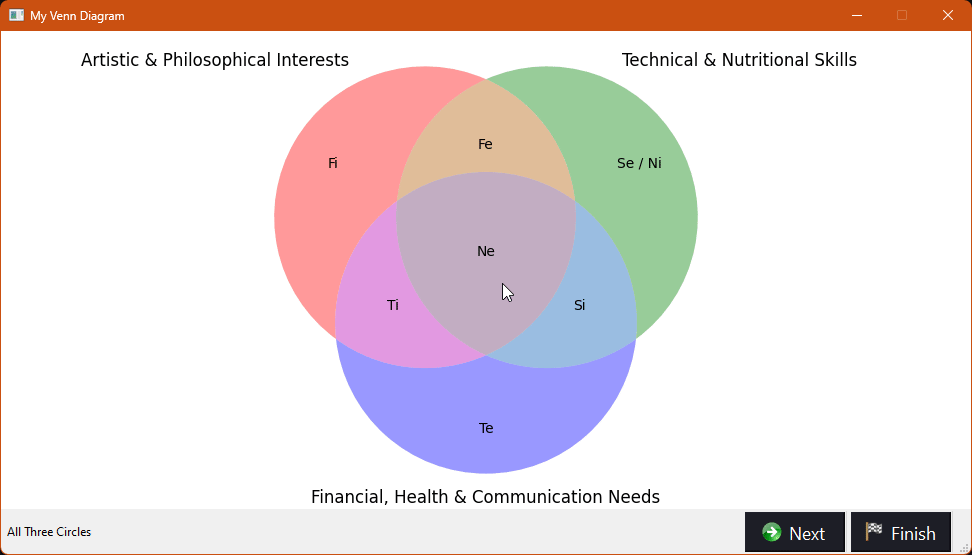 My Venn Diagram
Artistic & Philosophical Interests
Technical & Nutritional Skills
Fe
Fi
Se / Ni
Ne
Ti
Si
Te
Financial, Health & Communication Needs
All Three Circles
Next
Finish